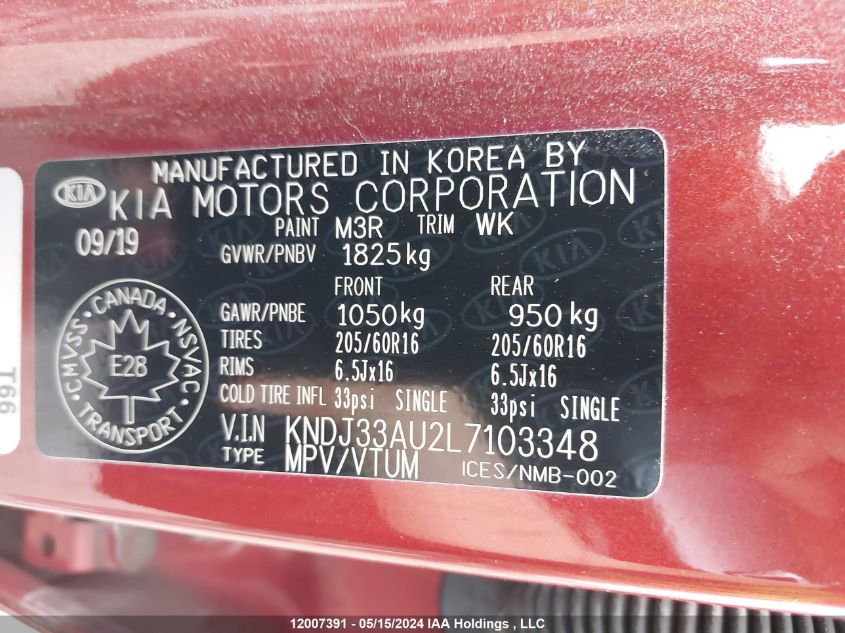 MANUFACTURED IN KOREA BY
KIA KIA MOTORS CORPORATION
09/19 PAINT M3R TRIM WK
GVWR/PNBV 1825kg
FRONT REAR
GAWR/PNBE 1050kg 950kg
TIRES 205/60R16 205/60R16
RIMS 6.5Jx16 6.5Jx16
COLD TIRE INFL 33psi SINGLE 33psi SINGLE
V.I.N KNDJ33AU2L7103348
TYPE MPV/VTUM ICES/NMB-002
CANADA
CMVSS NSVAC
E28
TRANSPORT
T66
12007391 - 05/15/2024 IAA Holdings , LLC